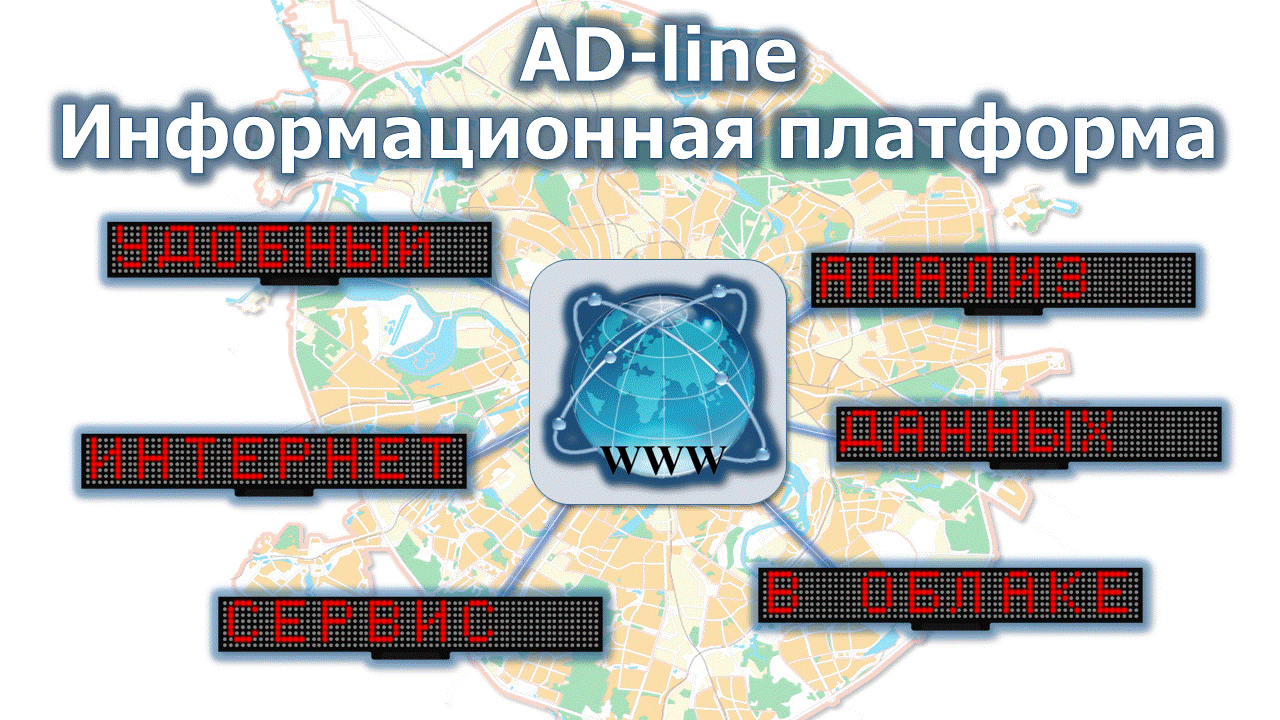 AD-line
Информационная платформа
УДОБНЫЙ
ИНТЕРНЕТ
СЕРВИС
WWW
АНАЛИЗ
ДАННЫХ
В ОБЛАКЕ